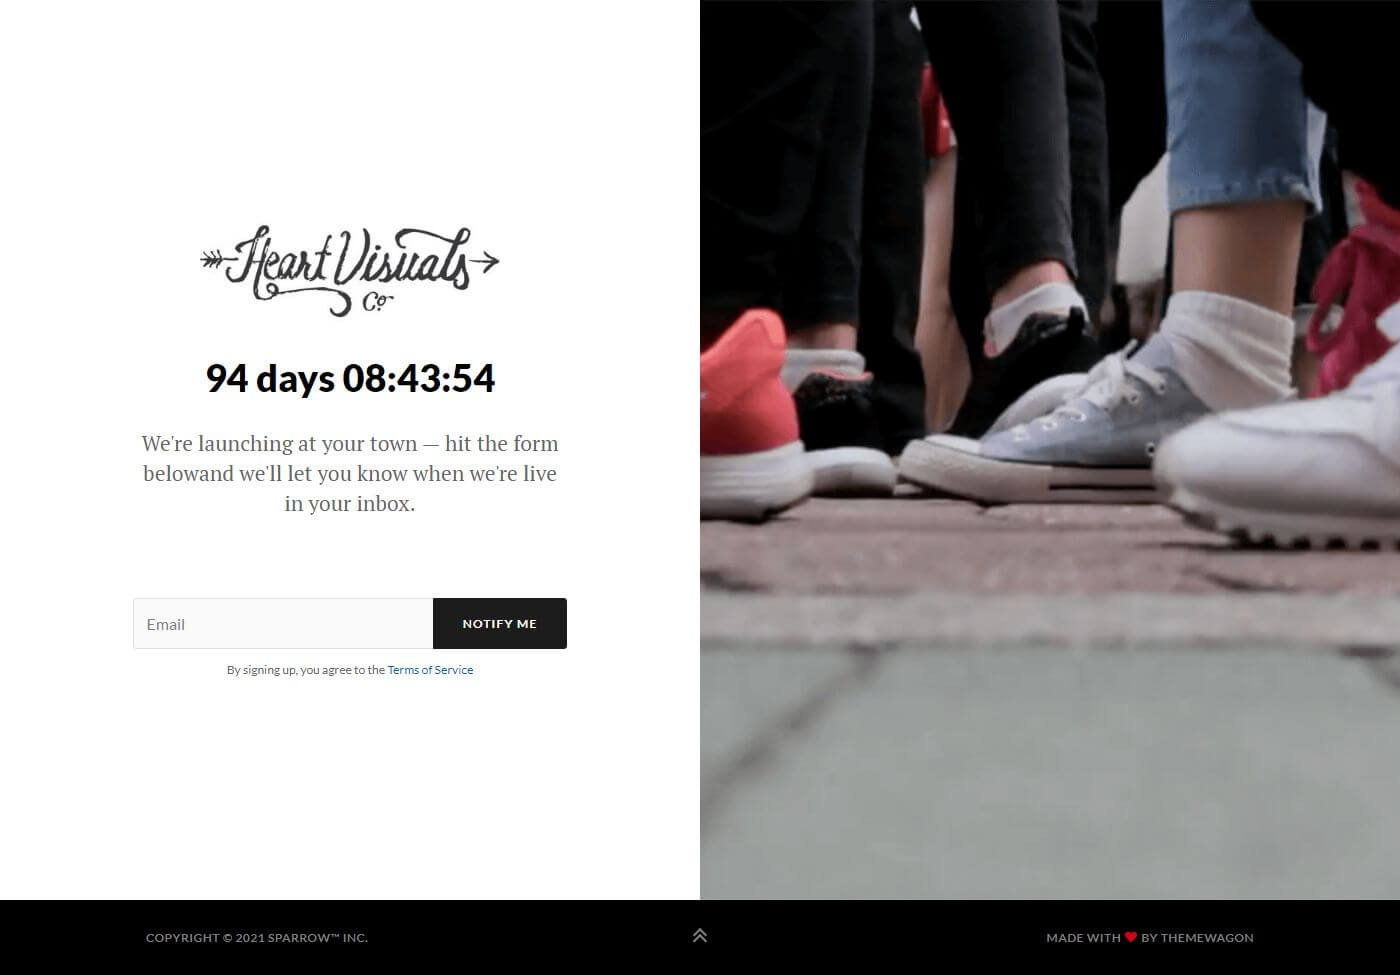 Heart Visuals
Co
94 days 08:43:54
We're launching at your town — hit the form
belowand we'll let you know when we're live
in your inbox.
Email
NOTIFY ME
By signing up, you agree to the Terms of Service
COPYRIGHT © 2021 SPARROW™ INC.
MADE WITH ♥ BY THEMEWAGON